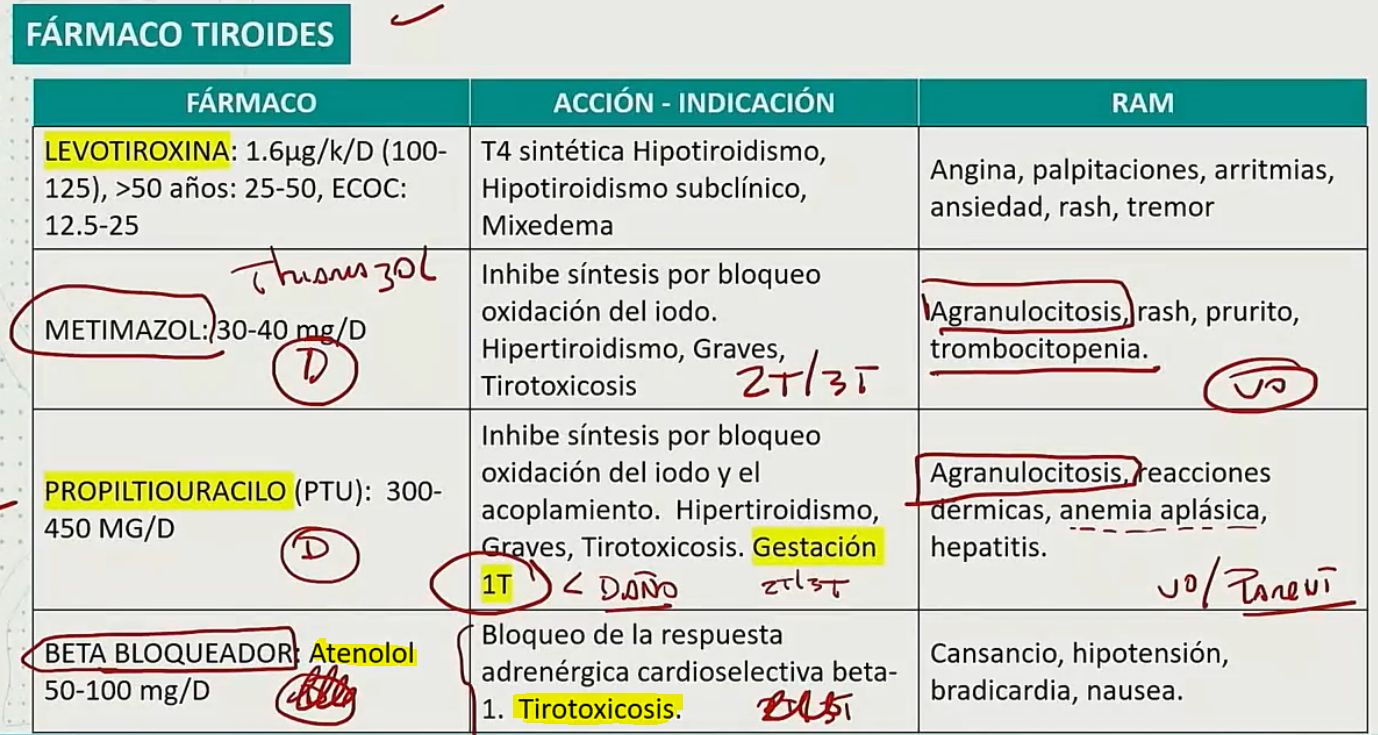 FÁRMACO TIROIDES
FÁRMACO
ACCIÓN - INDICACIÓN
RAM
LEVOTIROXINA: 1.6µg/k/D (100-
125), >50 años: 25-50, ECOC:
12.5-25
T4 sintética Hipotiroidismo,
Hipotiroidismo subclínico,
Mixedema
Angina, palpitaciones, arritmias,
ansiedad, rash, tremor
METIMAZOL: 30-40 mg/D
D
Inhibe síntesis por bloqueo
oxidación del iodo.
Hipertiroidismo, Graves,
Tirotoxicosis
2T/3T
Agranulocitosis, rash, prurito,
trombocitopenia.
VO
PROPILTIOURACILO (PTU): 300-
450 MG/D
D
Inhibe síntesis por bloqueo
oxidación del iodo y el
acoplamiento. Hipertiroidismo,
Graves, Tirotoxicosis. Gestación
1T < DAÑO 2T/3T
Agranulocitosis, reacciones
dérmicas, anemia aplásica,
hepatitis.
VO/
BETA BLOQUEADOR: Atenolol
50-100 mg/D
Bloqueo de la respuesta
adrenérgica cardioselectiva beta-
1. Tirotoxicosis.
Cansancio, hipotensión,
bradicardia, nausea.